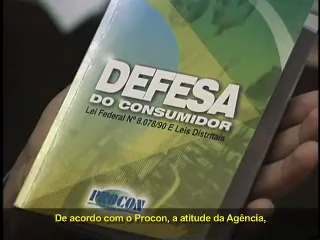 DEFESA
DO CONSUMIDOR
Lei Federal Nº 8.078/90 E Leis Distritais
PROCON
De acordo com o Procon, a atitude da Agência,